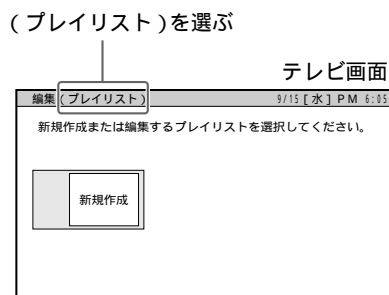 (プレイリスト)を選ぶ
テレビ画面
編集(プレイリスト) 9/15[水]PM 6:05
新規作成または編集するプレイリストを選択してください。
新規作成